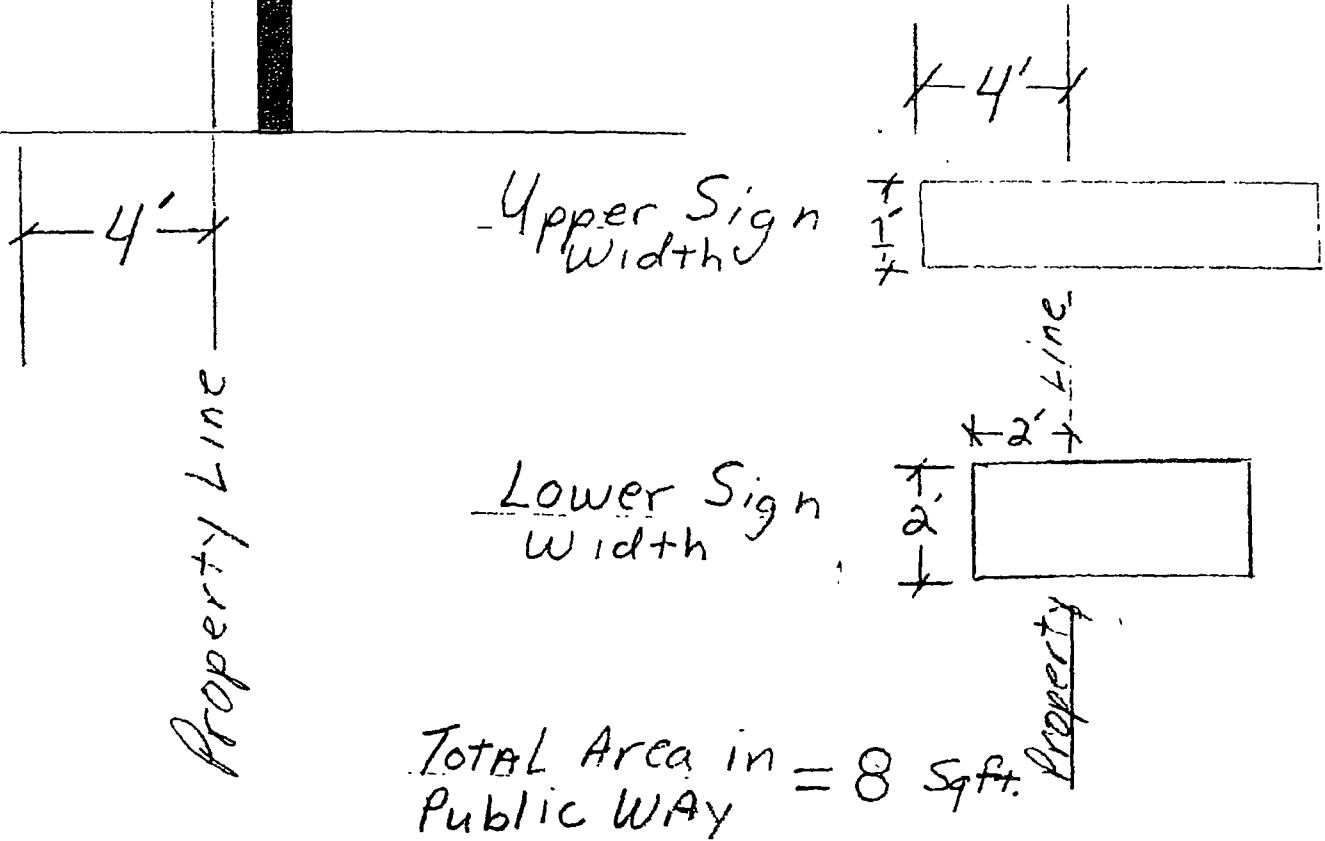 4'
4'
Upper Sign
Width
1'
Property Line
2'
Lower Sign
Width
2'
Property Line
Total Area in
Public Way = 8 Sqft.